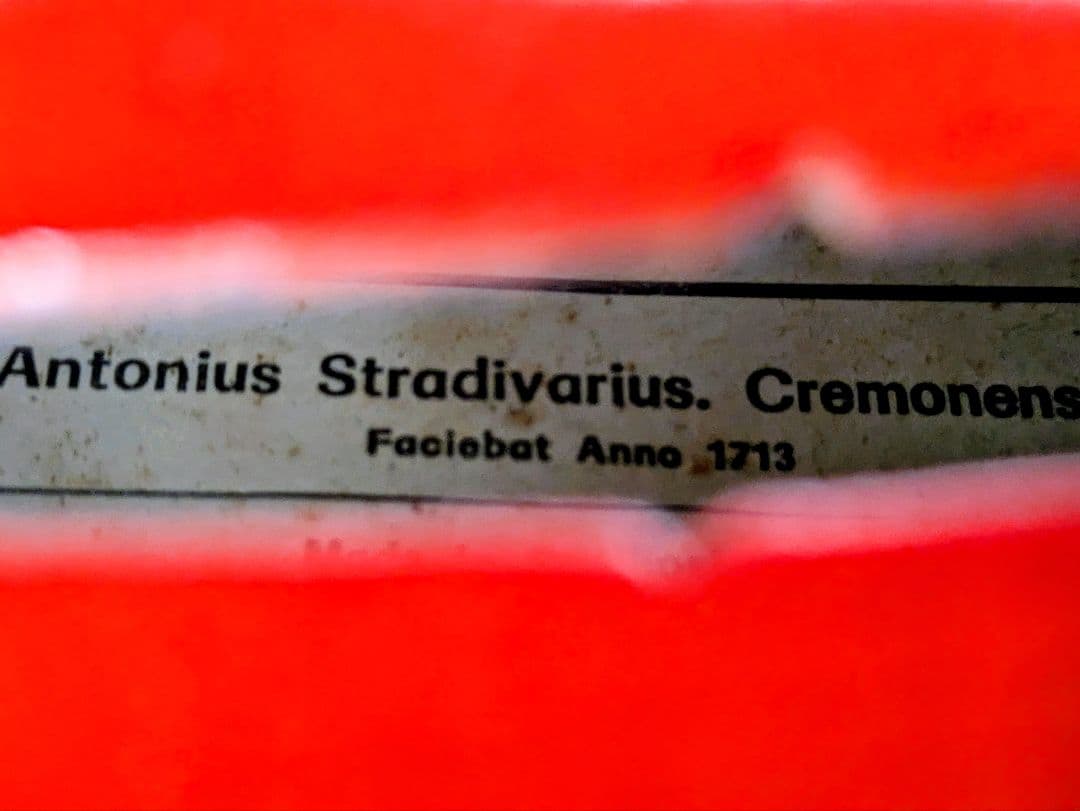 Antonius Stradivarius. Cremonens
Faciebat Anno 1713